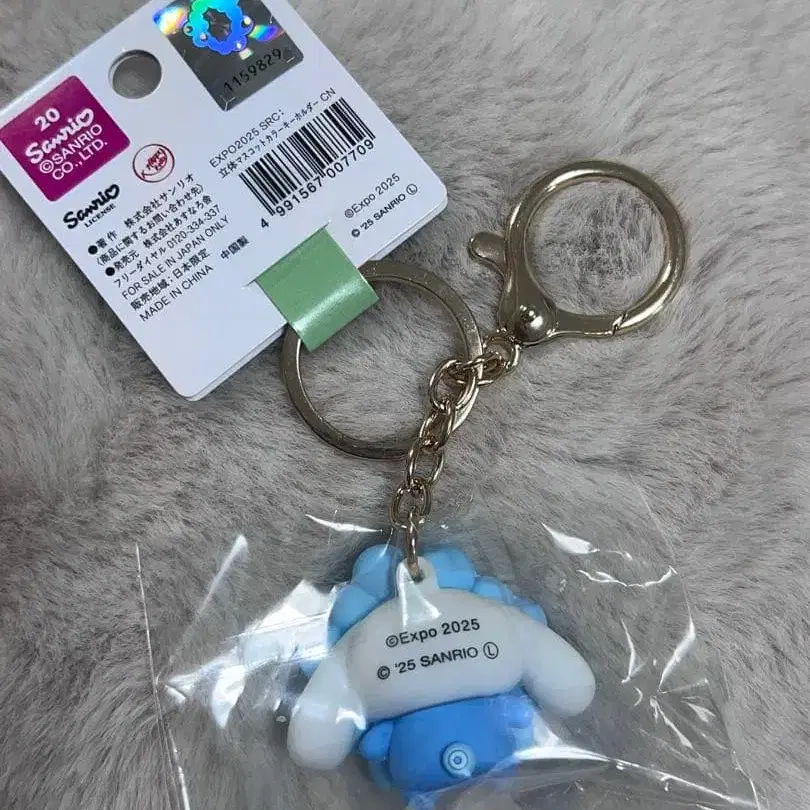 1159829
20
Sanrio
©SANRIO
CO.,LTD.
Sanrio
LICENSE
EXPO2025 SRC:
立体マスコットカラーキーホルダー CN
4 991567 007709
©Expo 2025
© '25 SANRIO Ⓛ
●著作 株式会社サンリオ
(商品に関するお問い合わせ先)
●発売元 株式会社あすなろ舎
フリーダイヤル 0120-334-337
FOR SALE IN JAPAN ONLY
販売地域:日本限定
MADE IN CHINA 中国製
©Expo 2025
© '25 SANRIO Ⓛ